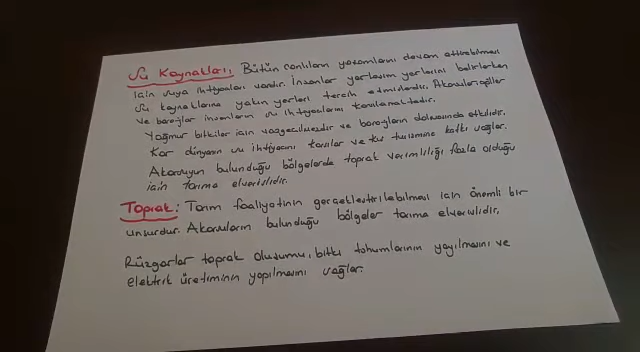 Su Kaynakları; Bütün canlıların yaşamlarını devam ettirebilmesi
için suya ihtiyaçları vardır. İnsanlar yerleşim yerlerini belirlerken
su kaynaklarına yakın yerleri tercih etmişlerdir. Akarsular, göller
ve barajlar insanların su ihtiyaçlarını karşılamaktadır.
Yağmur bitkiler için vazgeçilmezdir ve barajların dolmasında etkilidir.
Kar dünyanın su ihtiyacını karşılar ve kış turizmine katkı sağlar.
Akarsuyun bulunduğu bölgelerde toprak verimliliği fazla olduğu
için tarıma elverişlidir.
Toprak: Tarım faaliyetinin gerçekleştirilebilmesi için önemli bir
unsurdur. Akarsuların bulunduğu bölgeler tarıma elverişlidir.
Rüzgarlar toprak oluşumu, bitki tohumlarının yayılmasını ve
elektrik üretiminin yapılmasını sağlar.